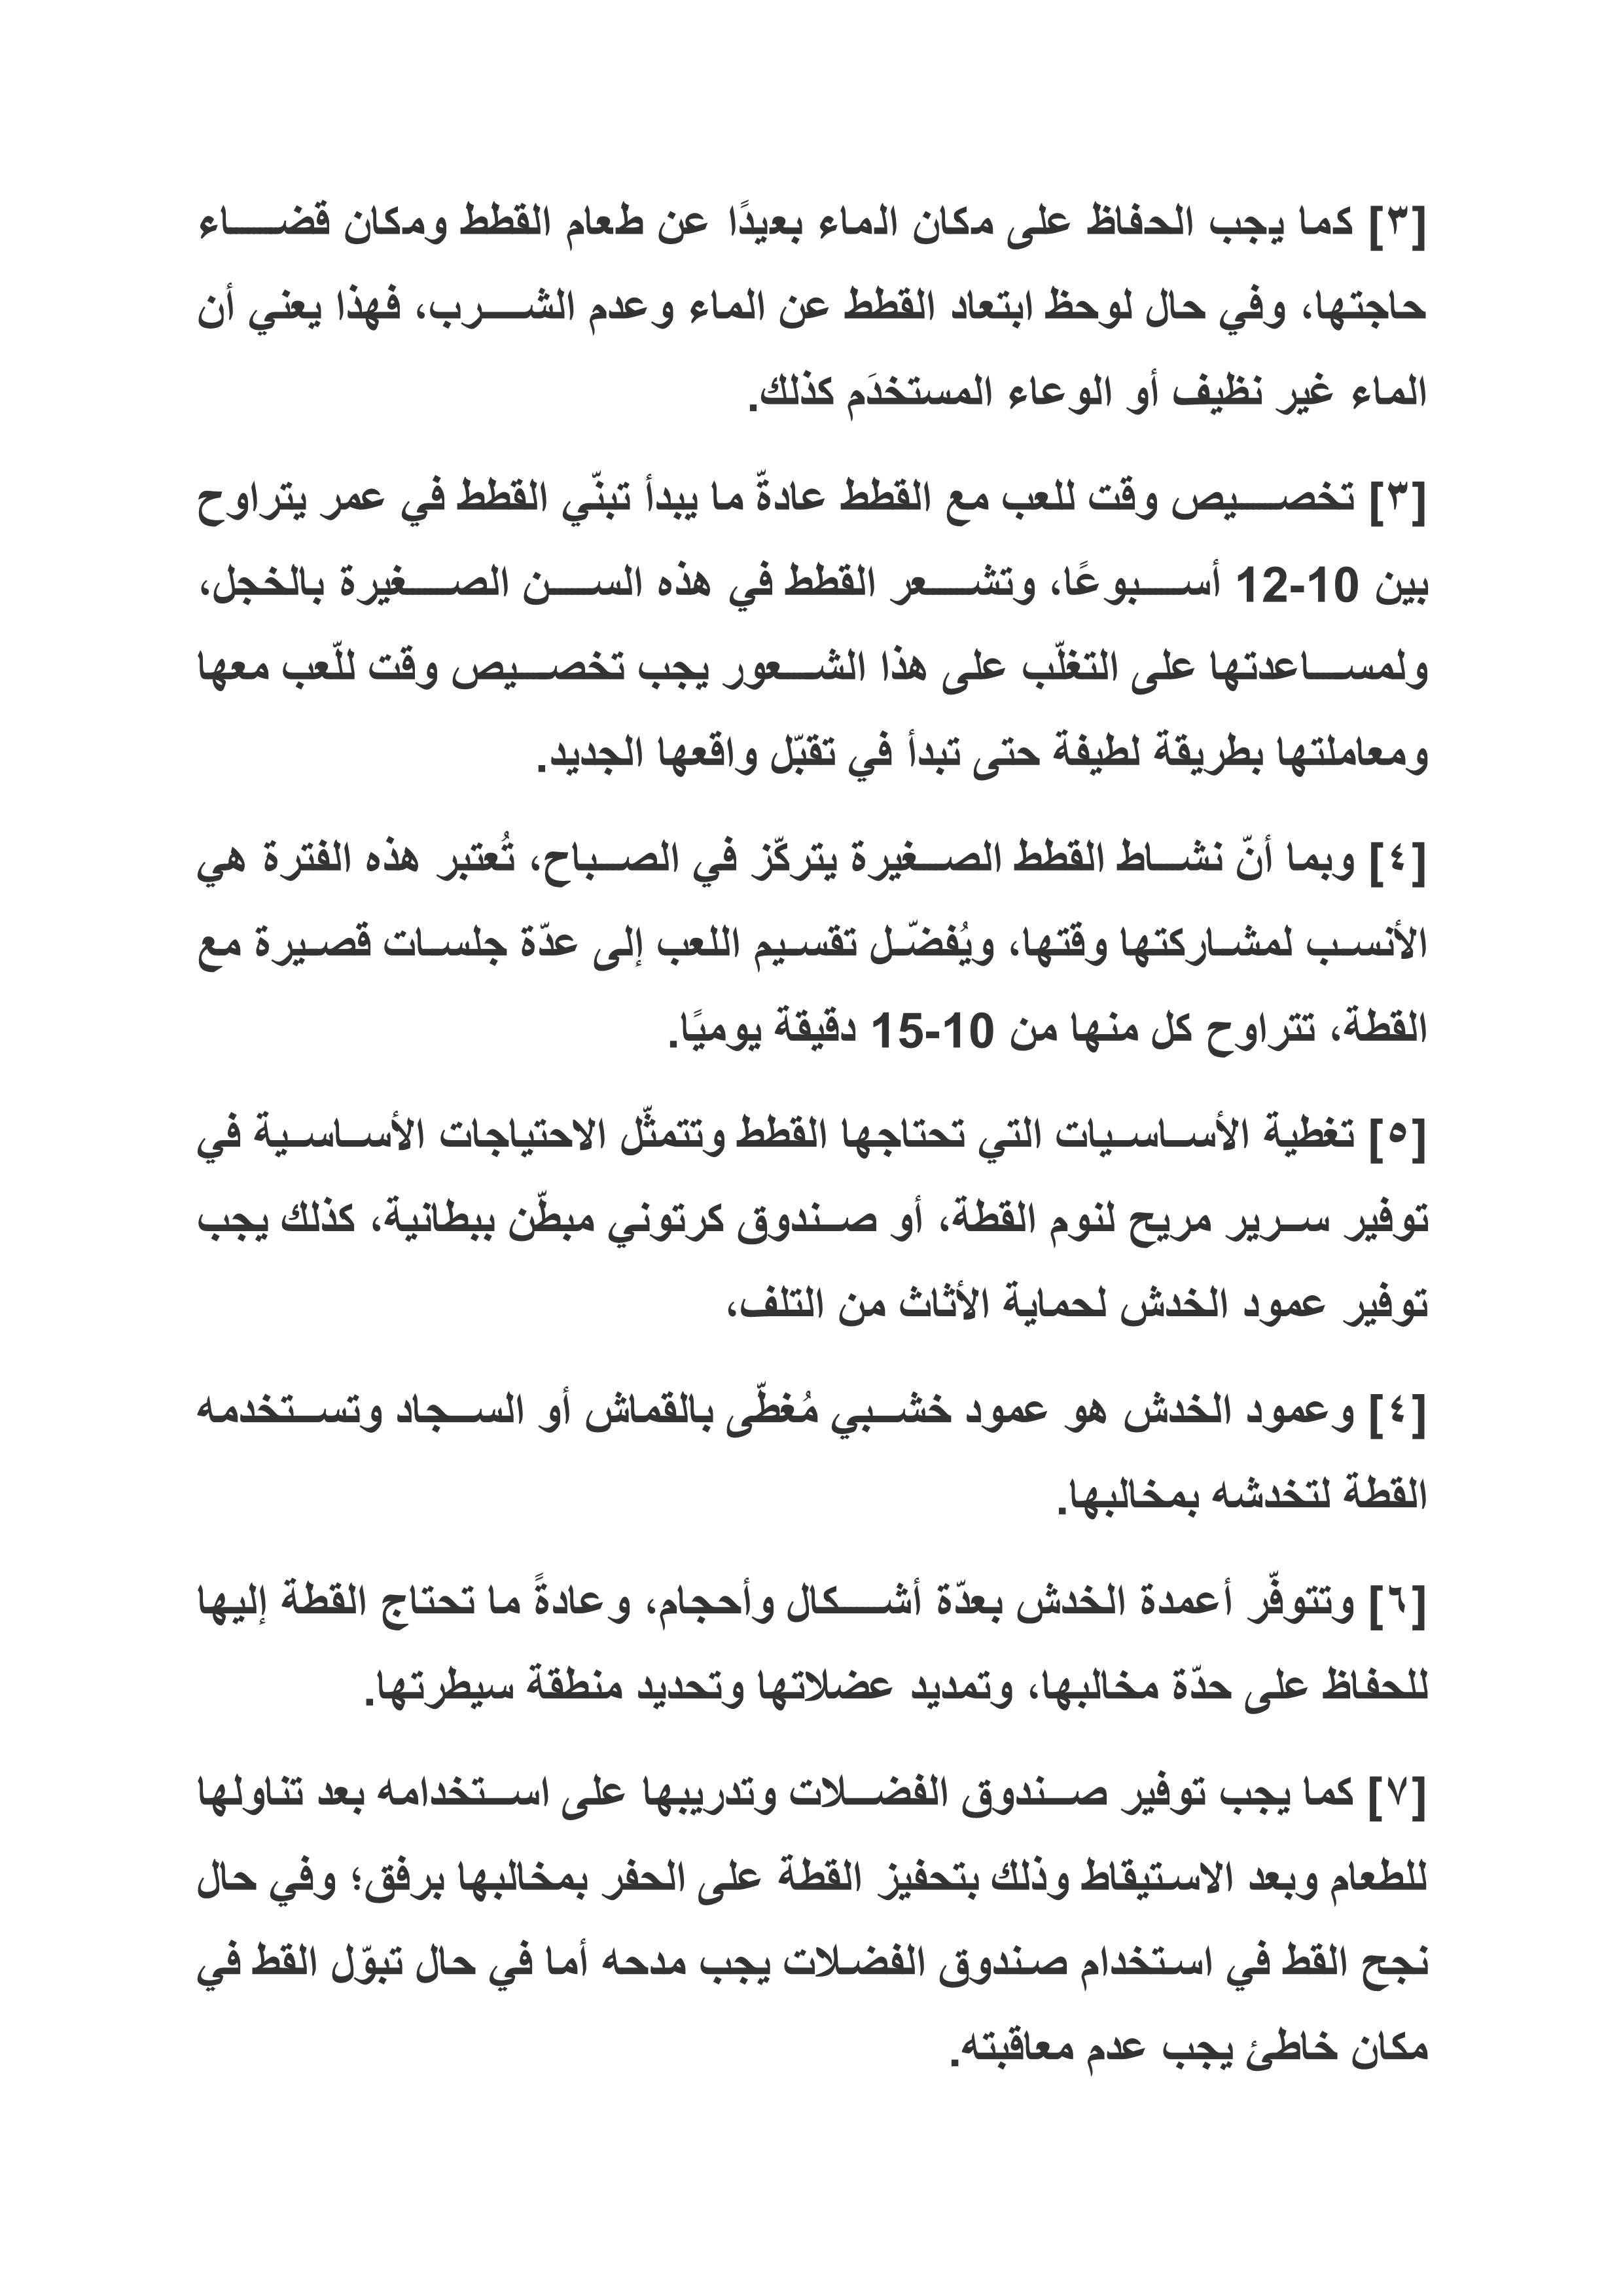 [٣] كما يجب الحفاظ على مكان الماء بعيدًا عن طعام القطط ومكان قضاء
حاجتها، وفي حال لوحظ ابتعاد القطط عن الماء وعدم الشرب، فهذا يعني أن
الماء غير نظيف أو الوعاء المستخدَم كذلك.
[٣] تخصيص وقت للعب مع القطط عادةّ ما يبدأ تبنّي القطط في عمر يتراوح
بين 10-12 أسبوعًا، وتشعر القطط في هذه السن الصغيرة بالخجل،
ولمساعدتها على التغلّب على هذا الشعور يجب تخصيص وقت للّعب معها
ومعاملتها بطريقة لطيفة حتى تبدأ في تقبّل واقعها الجديد.
[٤] وبما أنّ نشاط القطط الصغيرة يتركّز في الصباح، تُعتبر هذه الفترة هي
الأنسب لمشاركتها وقتها، ويُفضّل تقسيم اللعب إلى عدّة جلسات قصيرة مع
القطة، تتراوح كل منها من 10-15 دقيقة يوميًا.
[٥] تغطية الأساسيات التي تحتاجها القطط وتتمثّل الاحتياجات الأساسية في
توفير سرير مريح لنوم القطة، أو صندوق كرتوني مبطّن ببطانية، كذلك يجب
توفير عمود الخدش لحماية الأثاث من التلف،
[٤] وعمود الخدش هو عمود خشبي مُغطّى بالقماش أو السجاد وتستخدمه
القطة لتخدشه بمخالبها.
[٦] وتتوفّر أعمدة الخدش بعدّة أشكال وأحجام، وعادةً ما تحتاج القطة إليها
للحفاظ على حدّة مخالبها، وتمديد عضلاتها وتحديد منطقة سيطرتها.
[٧] كما يجب توفير صندوق الفضلات وتدريبها على استخدامه بعد تناولها
للطعام وبعد الاستيقاط وذلك بتحفيز القطة على الحفر بمخالبها برفق؛ وفي حال
نجح القط في استخدام صندوق الفضلات يجب مدحه أما في حال تبوّل القط في
مكان خاطئ يجب عدم معاقبته.